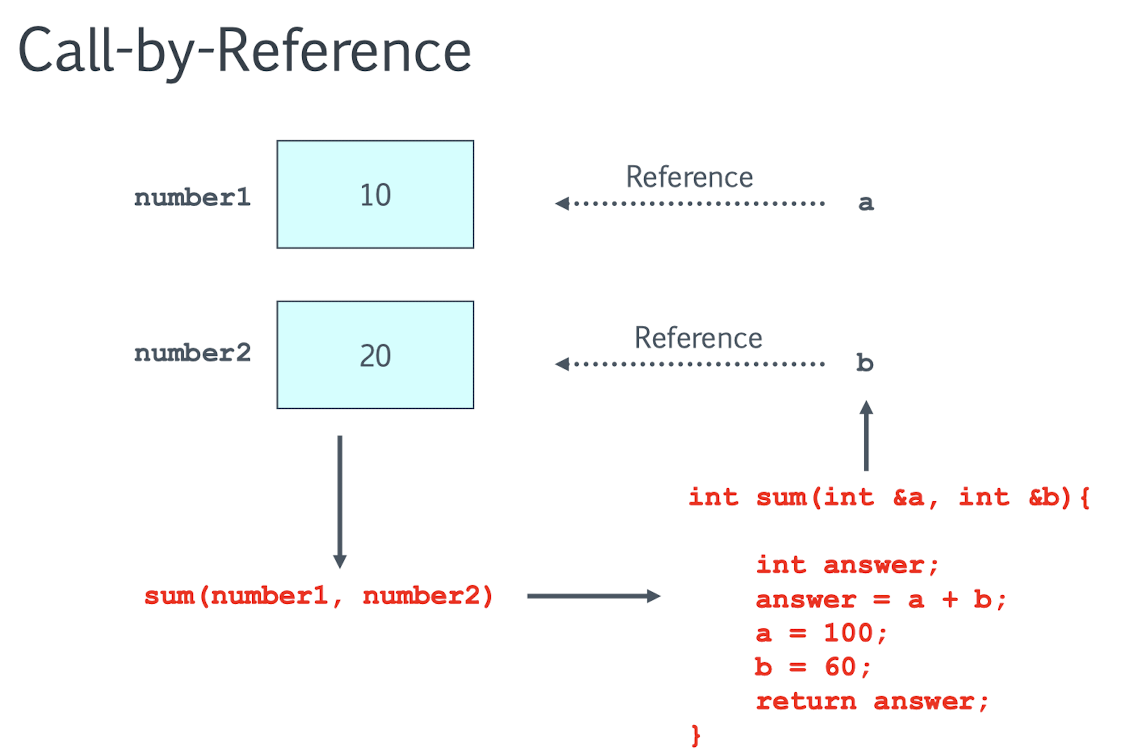 Call-by-Reference
number1
10
Reference
a
number2
20
Reference
b
int sum(int &a, int &b){
int answer;
sum(number1, number2)
answer = a + b;
a = 100;
b = 60;
return answer;
}